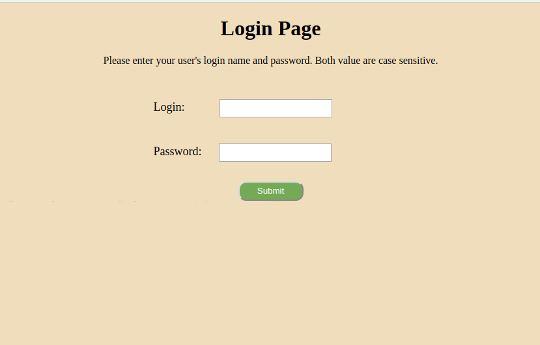 Login Page
Please enter your user's login name and password. Both value are case sensitive.
Login:
Password:
Submit